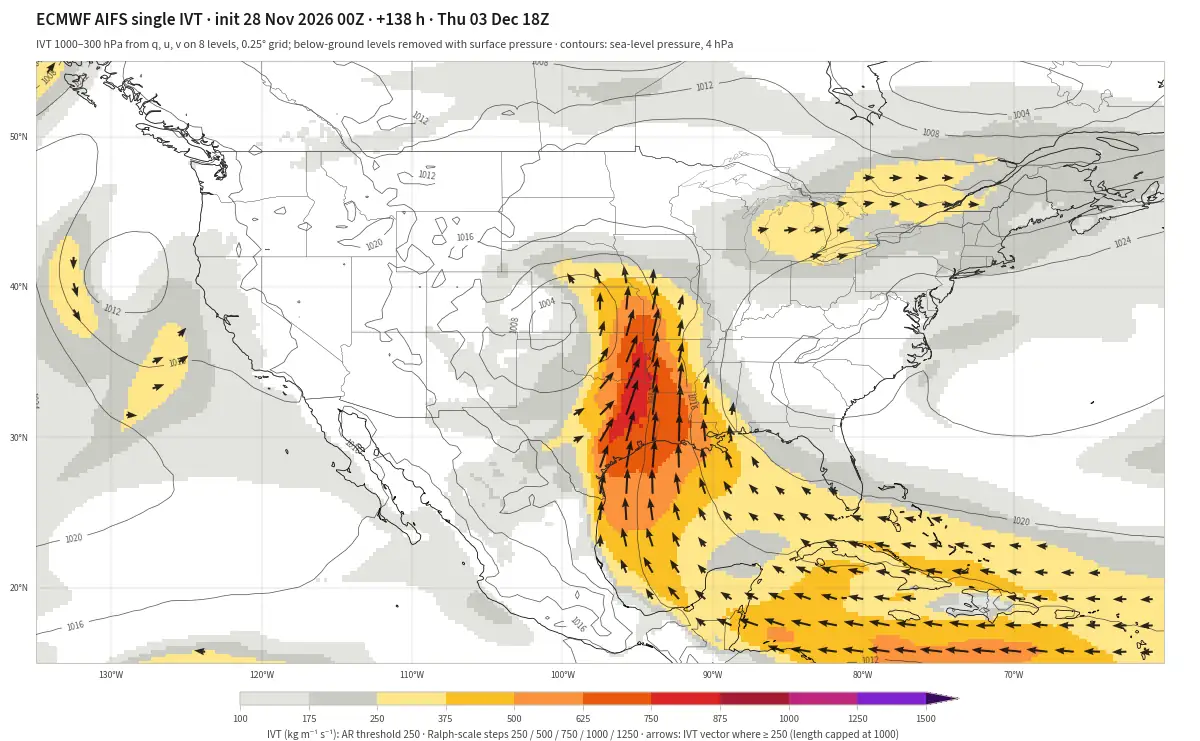 ECMWF AIFS single IVT · init 28 Nov 2026 00Z · +138 h · Thu 03 Dec 18Z
IVT 1000–300 hPa from q, u, v on 8 levels, 0.25° grid; below-ground levels removed with surface pressure · contours: sea-level pressure, 4 hPa
1008
1008
1012
1012
1004
1008
50°N
1012
1016
1020
1024
40°N
1012
1004
1008
1016
30°N
1020
1020
20°N
1016
1016
1012
130°W 120°W 110°W 100°W 90°W 80°W 70°W
100 175 250 375 500 625 750 875 1000 1250 1500
IVT (kg m⁻¹ s⁻¹): AR threshold 250 · Ralph-scale steps 250 / 500 / 750 / 1000 / 1250 · arrows: IVT vector where ≥ 250 (length capped at 1000)